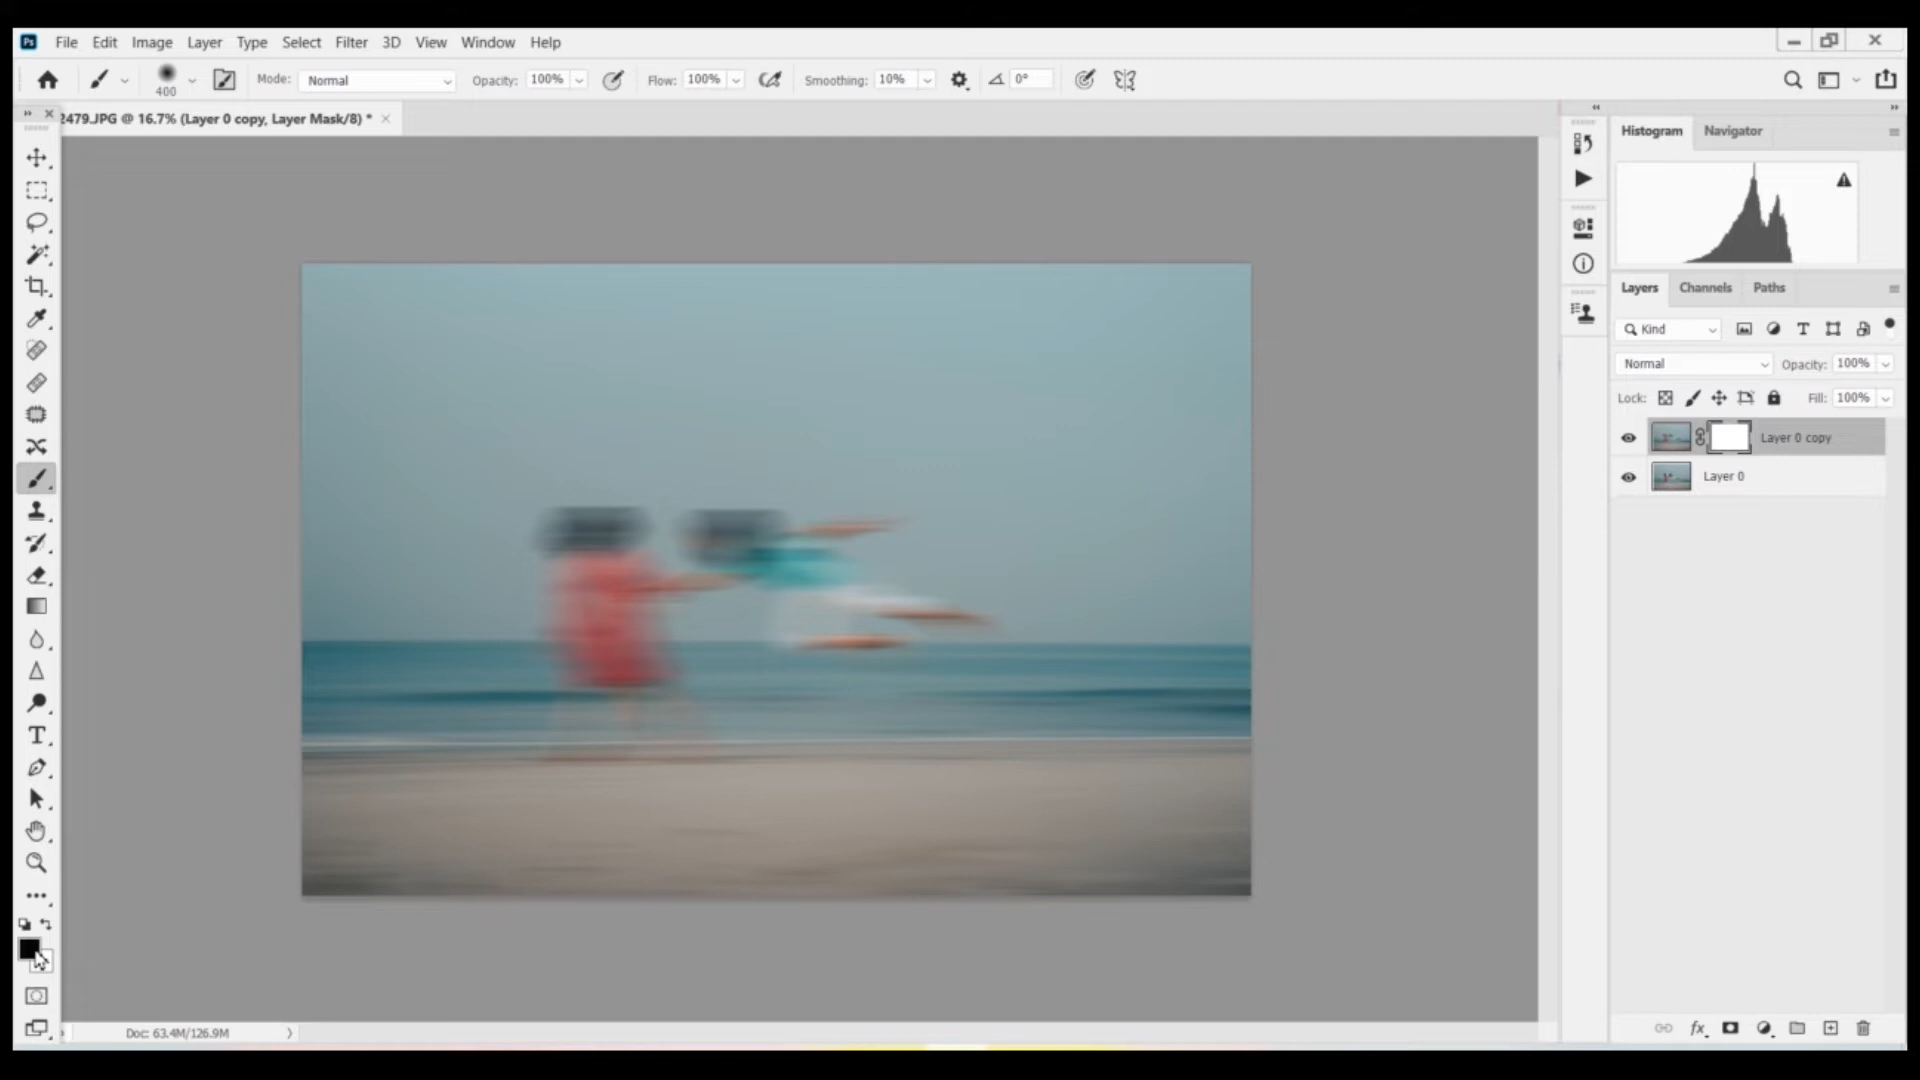 Ps File Edit Image Layer Type Select Filter 3D View Window Help
400 Mode: Normal Opacity: 100% Flow: 100% Smoothing: 10% 0°
2479.JPG @ 16.7% (Layer 0 copy, Layer Mask/8) *
Histogram Navigator
Layers Channels Paths
Kind
Normal Opacity: 100%
Lock: Fill: 100%
Layer 0 copy
Layer 0
fx
Doc: 63.4M/126.9M